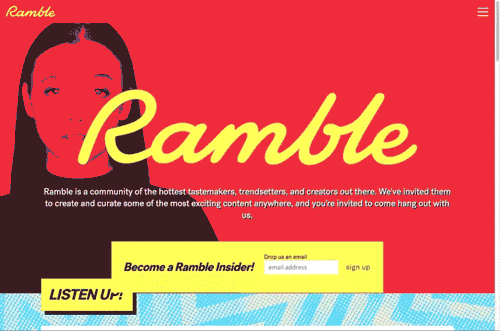 Ramble
Ramble
Ramble is a community of the hottest tastemakers, trendsetters, and creators out there. We've invited them
to create and curate some of the most exciting content anywhere, and you're invited to come hang out with
us.
Drop us an email
Become a Ramble Insider!
email address
sign up
LISTEN UP!